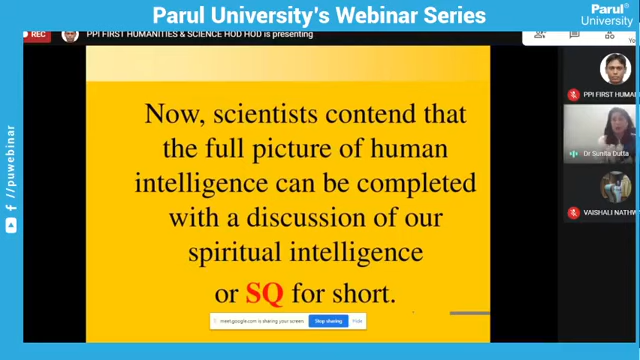 Parul University's Webinar Series
Parul®
University
REC
PPI FIRST HUMANITIES & SCIENCE HOD HOD is presenting
Now, scientists contend that
the full picture of human
intelligence can be completed
with a discussion of our
spiritual intelligence
or SQ for short.
meet.google.com is sharing your screen.
Stop sharing
Hide
PPI FIRST HUMAN
Dr Sunita Dutta
VAISHALI NATHW
/puwebinar